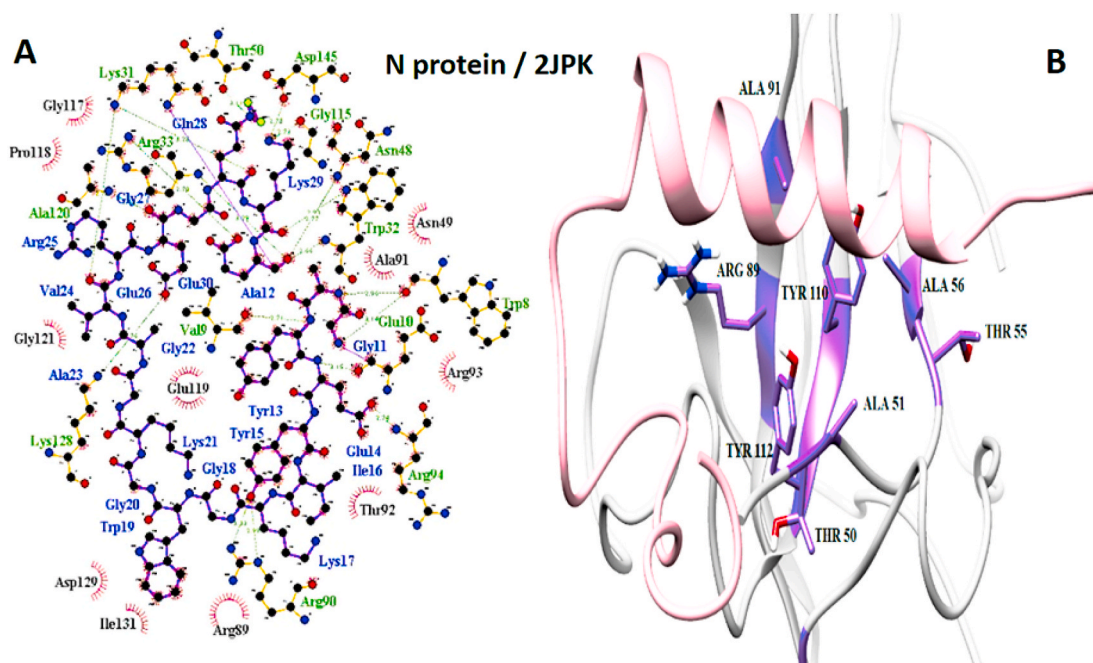 A
N protein / 2JPK
B
Thr50
Asp145
Lys31
Gly117
Gln28
Gly115
Arg33
Asn48
Pro118
Lys29
Gly27
Ala120
Trp32
Asn49
Arg25
Ala91
Val24
Glu26
Glu30
Ala12
Trp8
Val9
Glu10
Gly121
Gly22
Gly11
Glu119
Arg93
Ala23
Tyr13
Lys128
Lys21
Tyr15
Glu14
Gly18
Ile16
Arg94
Gly20
Thr92
Trp19
Lys17
Asp129
Arg90
Ile131
Arg89
ALA 91
ARG 89
TYR 110
ALA 56
THR 55
ALA 51
TYR 112
THR 50